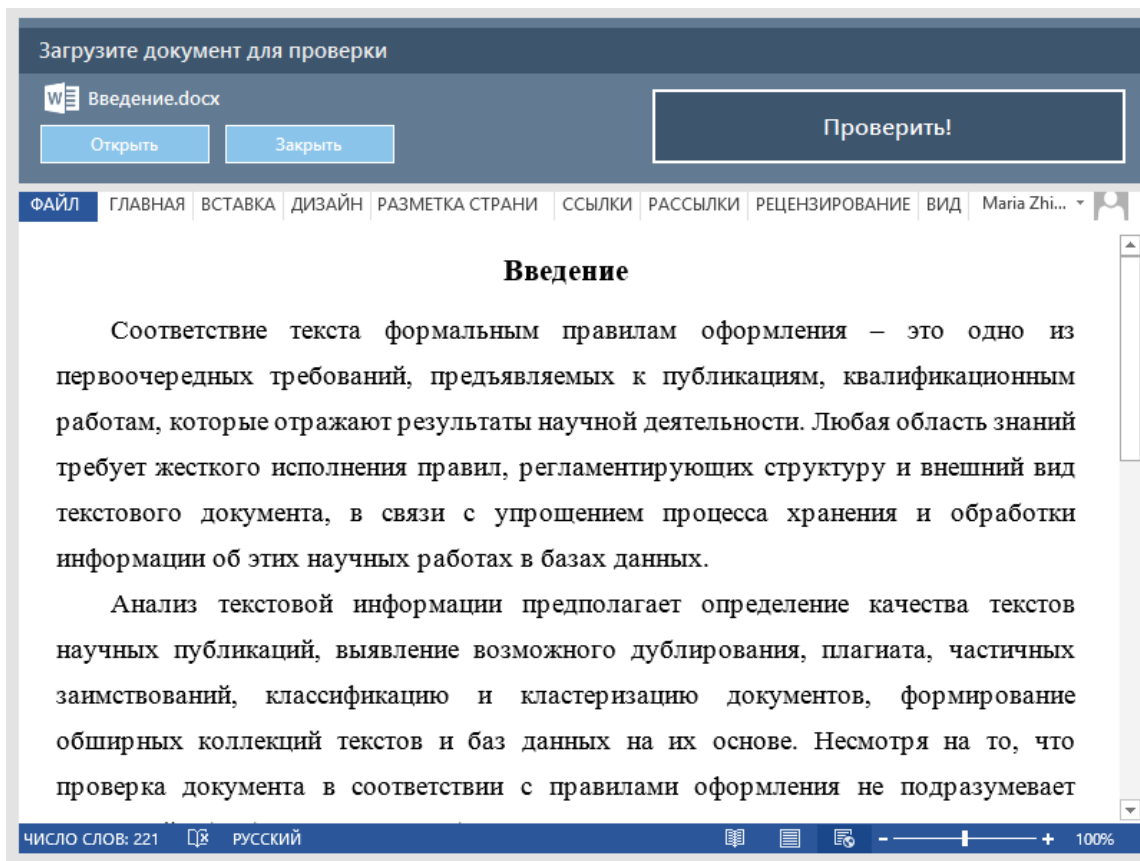 Загрузите документ для проверки
Введение.docx
Открыть Закрыть Проверить!
ФАЙЛ ГЛАВНАЯ ВСТАВКА ДИЗАЙН РАЗМЕТКА СТРАНИ ССЫЛКИ РАССЫЛКИ РЕЦЕНЗИРОВАНИЕ ВИД Maria Zhi...
Введение
Соответствие текста формальным правилам оформления – это одно из
первоочередных требований, предъявляемых к публикациям, квалификационным
работам, которые отражают результаты научной деятельности. Любая область знаний
требует жесткого исполнения правил, регламентирующих структуру и внешний вид
текстового документа, в связи с упрощением процесса хранения и обработки
информации об этих научных работах в базах данных.
Анализ текстовой информации предполагает определение качества текстов
научных публикаций, выявление возможного дублирования, плагиата, частичных
заимствований, классификацию и кластеризацию документов, формирование
обширных коллекций текстов и баз данных на их основе. Несмотря на то, что
проверка документа в соответствии с правилами оформления не подразумевает
ЧИСЛО СЛОВ: 221 РУССКИЙ 100%